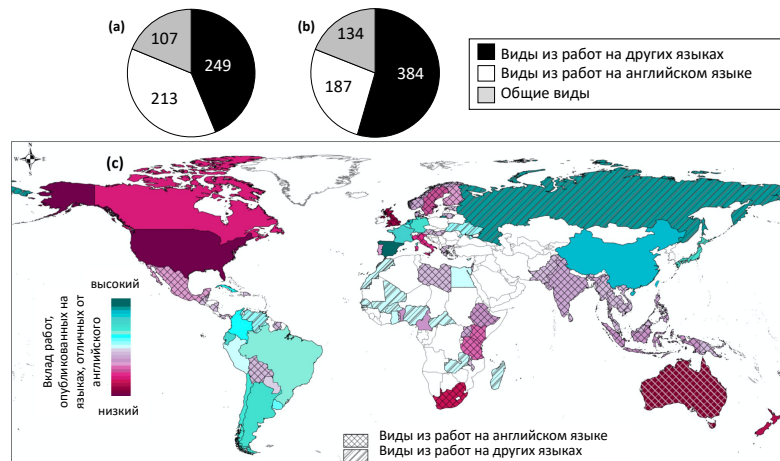 (a)
107
249
213
(b)
134
384
187
Виды из работ на других языках
Виды из работ на английском языке
Общие виды
N
W E
S
(c)
высокий
Вклад работ,
опубликованных на
языках, отличных от
английского
низкий
Виды из работ на английском языке
Виды из работ на других языках